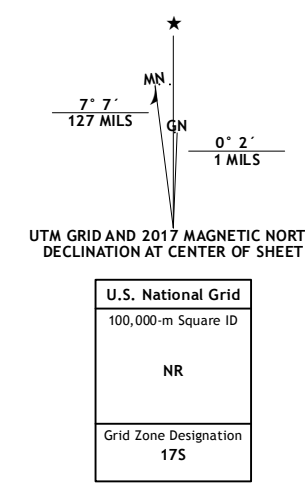 ★
MN
7° 7´
127 MILS
GN
0° 2´
1 MILS
UTM GRID AND 2017 MAGNETIC NORT
DECLINATION AT CENTER OF SHEET
U.S. National Grid
100,000-m Square ID
NR
Grid Zone Designation
17S